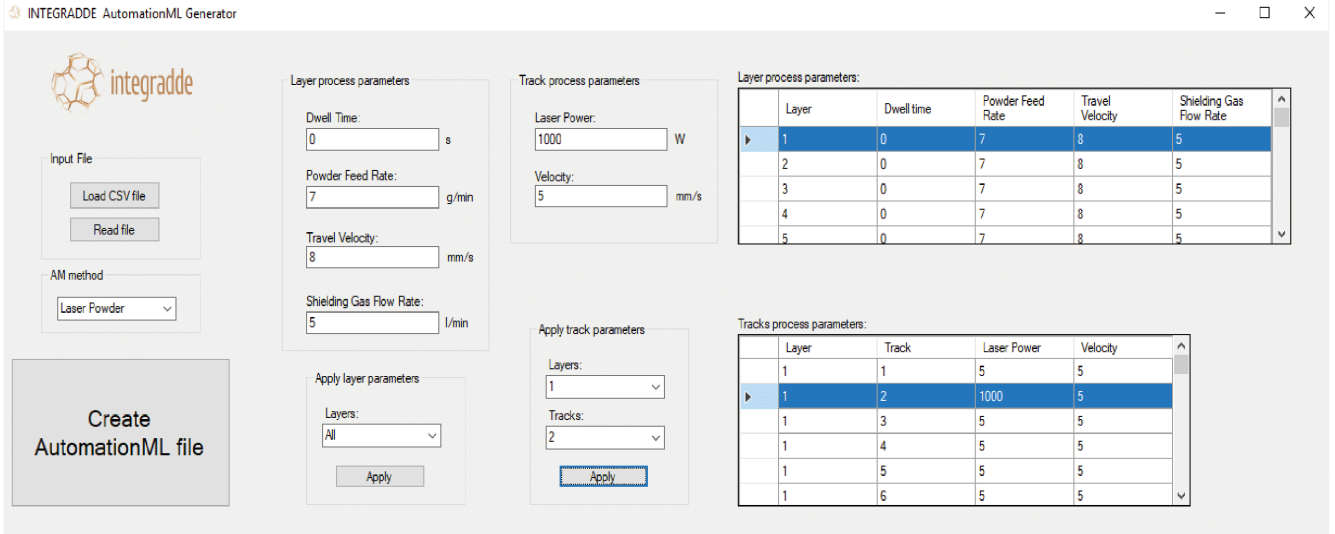 INTEGRADDE AutomationML Generator
integradde
Input File
Load CSV file
Read file
AM method
Laser Powder
Create
AutomationML file
Layer process parameters
Dwell Time:
0 s
Powder Feed Rate:
7 g/min
Travel Velocity:
8 mm/s
Shielding Gas Flow Rate:
5 l/min
Apply layer parameters
Layers:
All
Apply
Track process parameters
Laser Power:
1000 W
Velocity:
5 mm/s
Apply track parameters
Layers:
1
Tracks:
2
Apply
Layer process parameters:
Layer Dwell time Powder Feed Rate Travel Velocity Shielding Gas Flow Rate
1 0 7 8 5
2 0 7 8 5
3 0 7 8 5
4 0 7 8 5
5 0 7 8 5
Tracks process parameters:
Layer Track Laser Power Velocity
1 1 5 5
1 2 1000 5
1 3 5 5
1 4 5 5
1 5 5 5
1 6 5 5